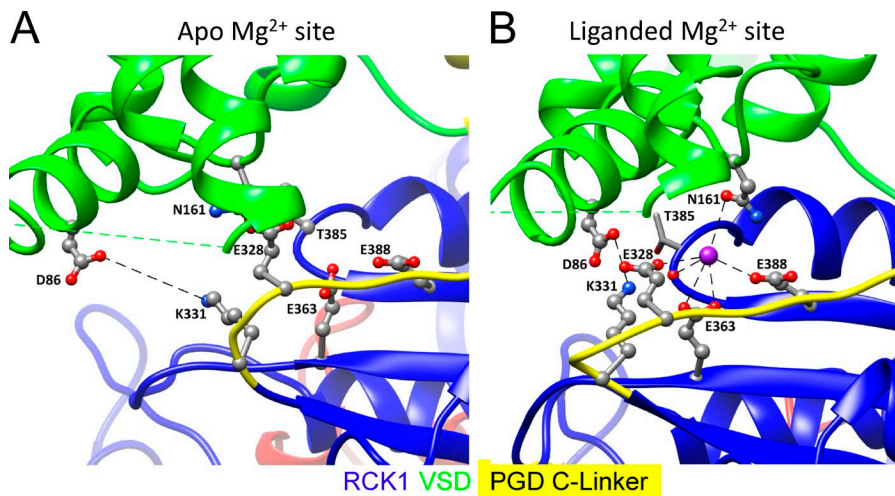 A
Apo Mg²⁺ site
N161
E328
T385
E388
D86
K331
E363
B
Liganded Mg²⁺ site
N161
T385
E328
D86
E388
K331
E363
RCK1 VSD PGD C-Linker